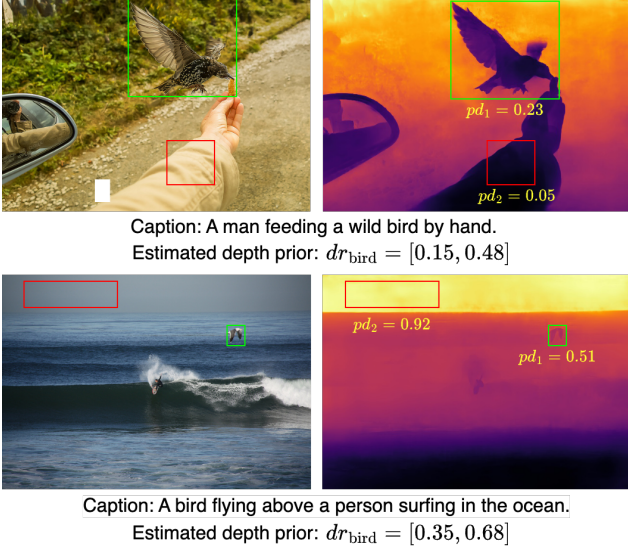 pd₁ = 0.23
pd₂ = 0.05
Caption: A man feeding a wild bird by hand.
Estimated depth prior: dr_bird = [0.15, 0.48]
pd₂ = 0.92
pd₁ = 0.51
Caption: A bird flying above a person surfing in the ocean.
Estimated depth prior: dr_bird = [0.35, 0.68]